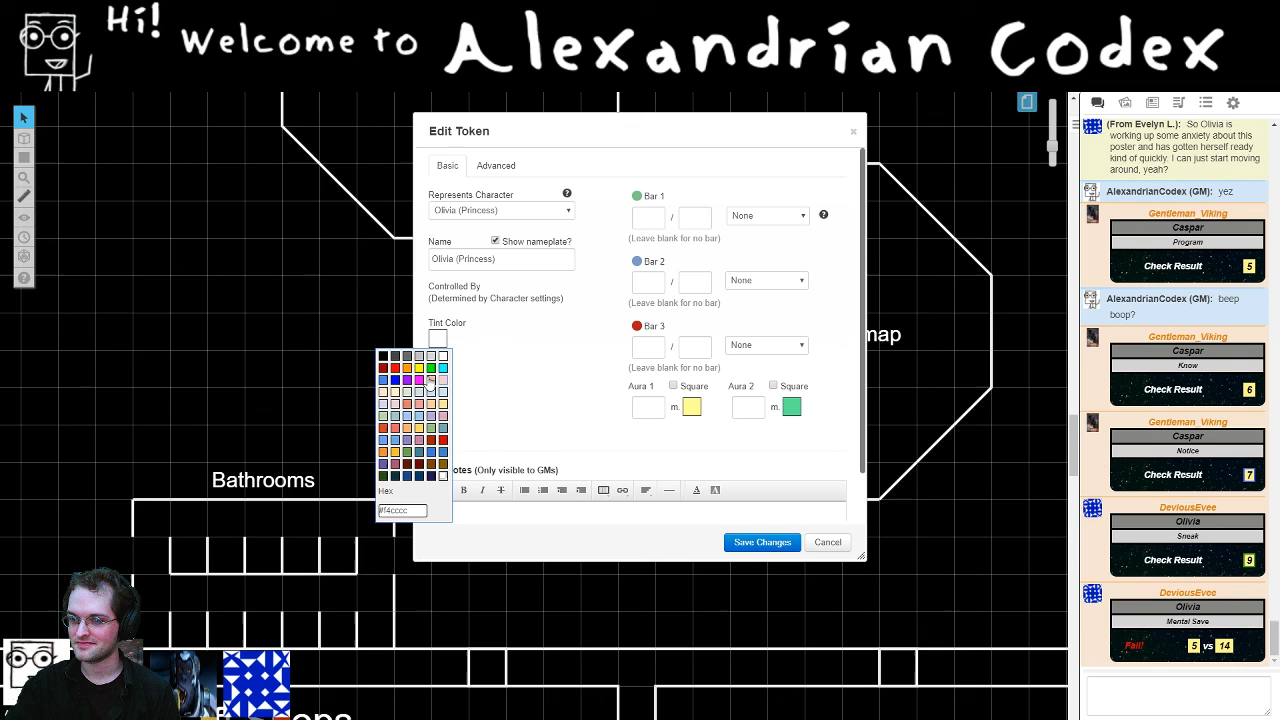 Hi! Welcome to Alexandrian Codex
Edit Token
×
Basic
Advanced
Represents Character
Olivia (Princess)
Name
Show nameplate?
Olivia (Princess)
Controlled By
(Determined by Character settings)
Tint Color
Hex
#f4cccc
Bar 1
/
None
(Leave blank for no bar)
Bar 2
/
None
(Leave blank for no bar)
Bar 3
/
None
(Leave blank for no bar)
Aura 1
Square
Aura 2
Square
m.
m.
(Only visible to GMs)
B I T
A A
Save Changes
Cancel
map
Bathrooms
(From Evelyn L.): So Olivia is
working up some anxiety about this
poster and has gotten herself ready
kind of quickly. I can just start moving
around, yeah?
AlexandrianCodex (GM): yez
Gentleman_Viking
Caspar
Program
Check Result 5
AlexandrianCodex (GM): beep
boop?
Gentleman_Viking
Caspar
Know
Check Result 6
Gentleman_Viking
Caspar
Notice
Check Result 7
DeviousEvee
Olivia
Sneak
Check Result 9
DeviousEvee
Olivia
Mental Save
Fail! 5 vs 14